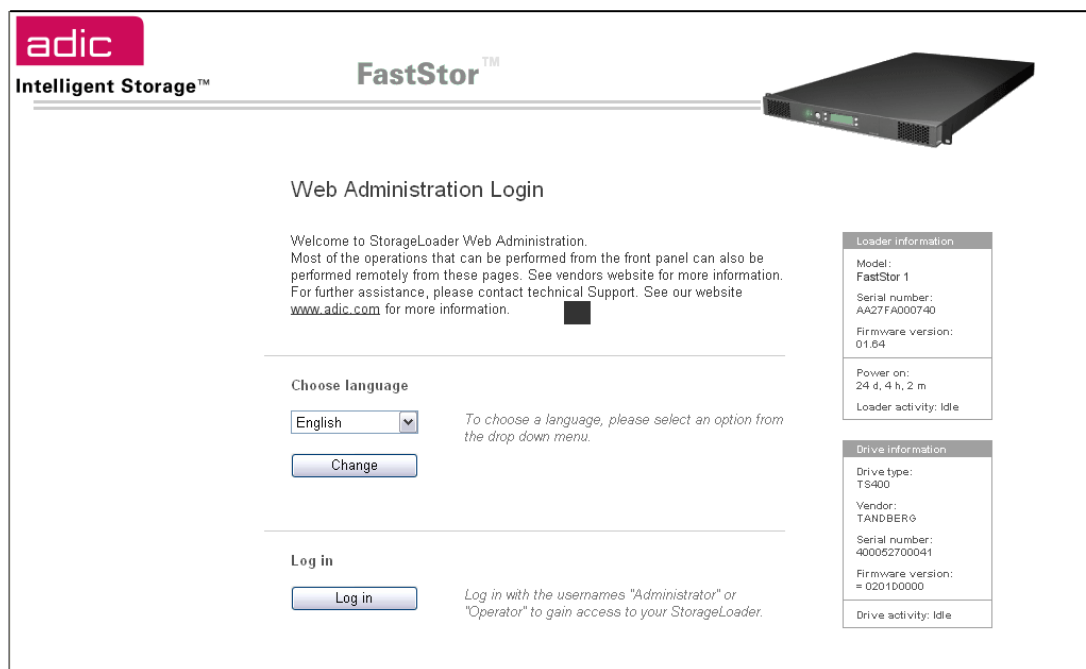 adic
Intelligent Storage™
FastStor™
Web Administration Login
Welcome to StorageLoader Web Administration.
Most of the operations that can be performed from the front panel can also be
performed remotely from these pages. See vendors website for more information.
For further assistance, please contact technical Support. See our website
www.adic.com for more information.
Choose language
English
To choose a language, please select an option from
the drop down menu.
Change
Log in
Log in
Log in with the usernames "Administrator" or
"Operator" to gain access to your StorageLoader.
Loader information
Model:
FastStor 1
Serial number:
AA27FA000740
Firmware version:
01.64
Power on:
24 d, 4 h, 2 m
Loader activity: Idle
Drive information
Drive type:
TS400
Vendor:
TANDBERG
Serial number:
400052700041
Firmware version:
= 0201D0000
Drive activity: Idle